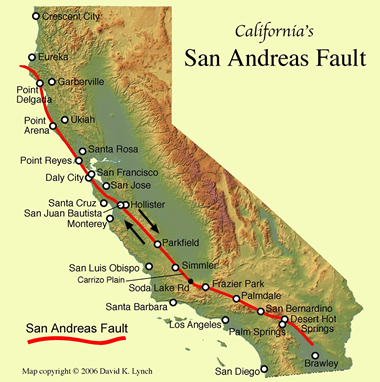 California's
San Andreas Fault
Crescent City
Eureka
Garberville
Point
Delgada
Point
Arena
Ukiah
Santa Rosa
Point Reyes
San Francisco
Daly City
San Jose
Santa Cruz
Hollister
San Juan Bautista
Monterey
Parkfield
San Luis Obispo
Simmler
Carrizo Plain
Soda Lake Rd
Frazier Park
Palmdale
Santa Barbara
San Bernardino
Los Angeles
Desert Hot
Springs
Palm Springs
San Andreas Fault
Brawley
San Diego
Map copyright © 2006 David K. Lynch